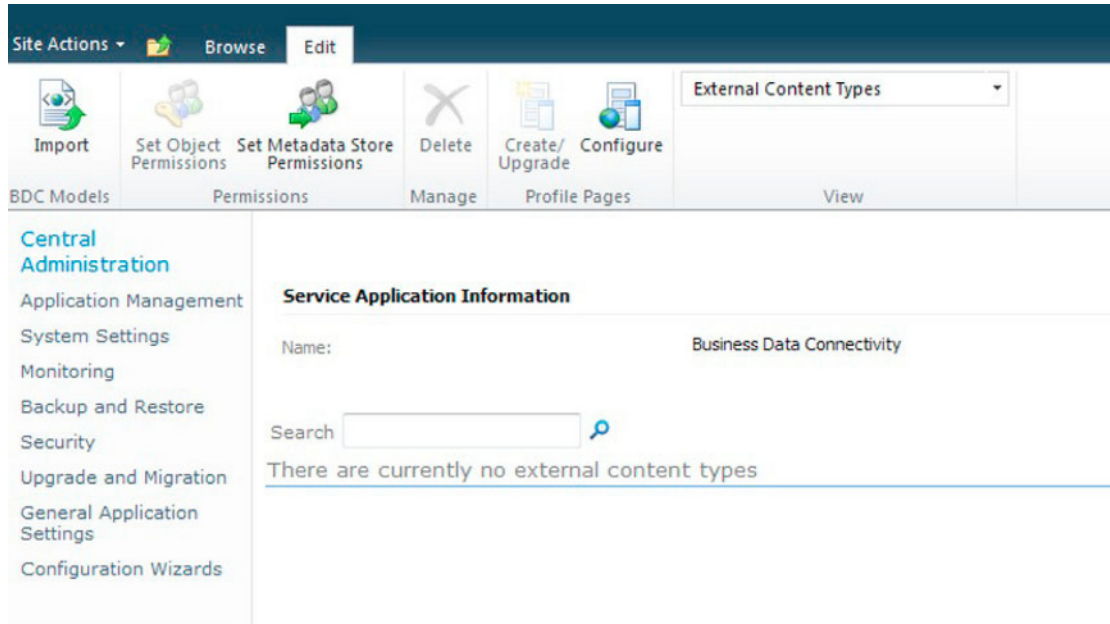 Site Actions Browse Edit
Import
Set Object
Permissions
Set Metadata Store
Permissions
Delete
Create/
Upgrade
Configure
External Content Types
BDC Models
Permissions
Manage
Profile Pages
View
Central
Administration
Application Management
System Settings
Monitoring
Backup and Restore
Security
Upgrade and Migration
General Application
Settings
Configuration Wizards
Service Application Information
Name: Business Data Connectivity
Search
There are currently no external content types